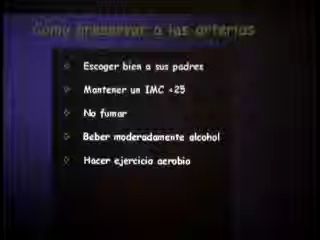 Como preservar a las arterias
Escoger bien a sus padres
Mantener un IMC <25
No fumar
Beber moderadamente alcohol
Hacer ejercicio aerobio